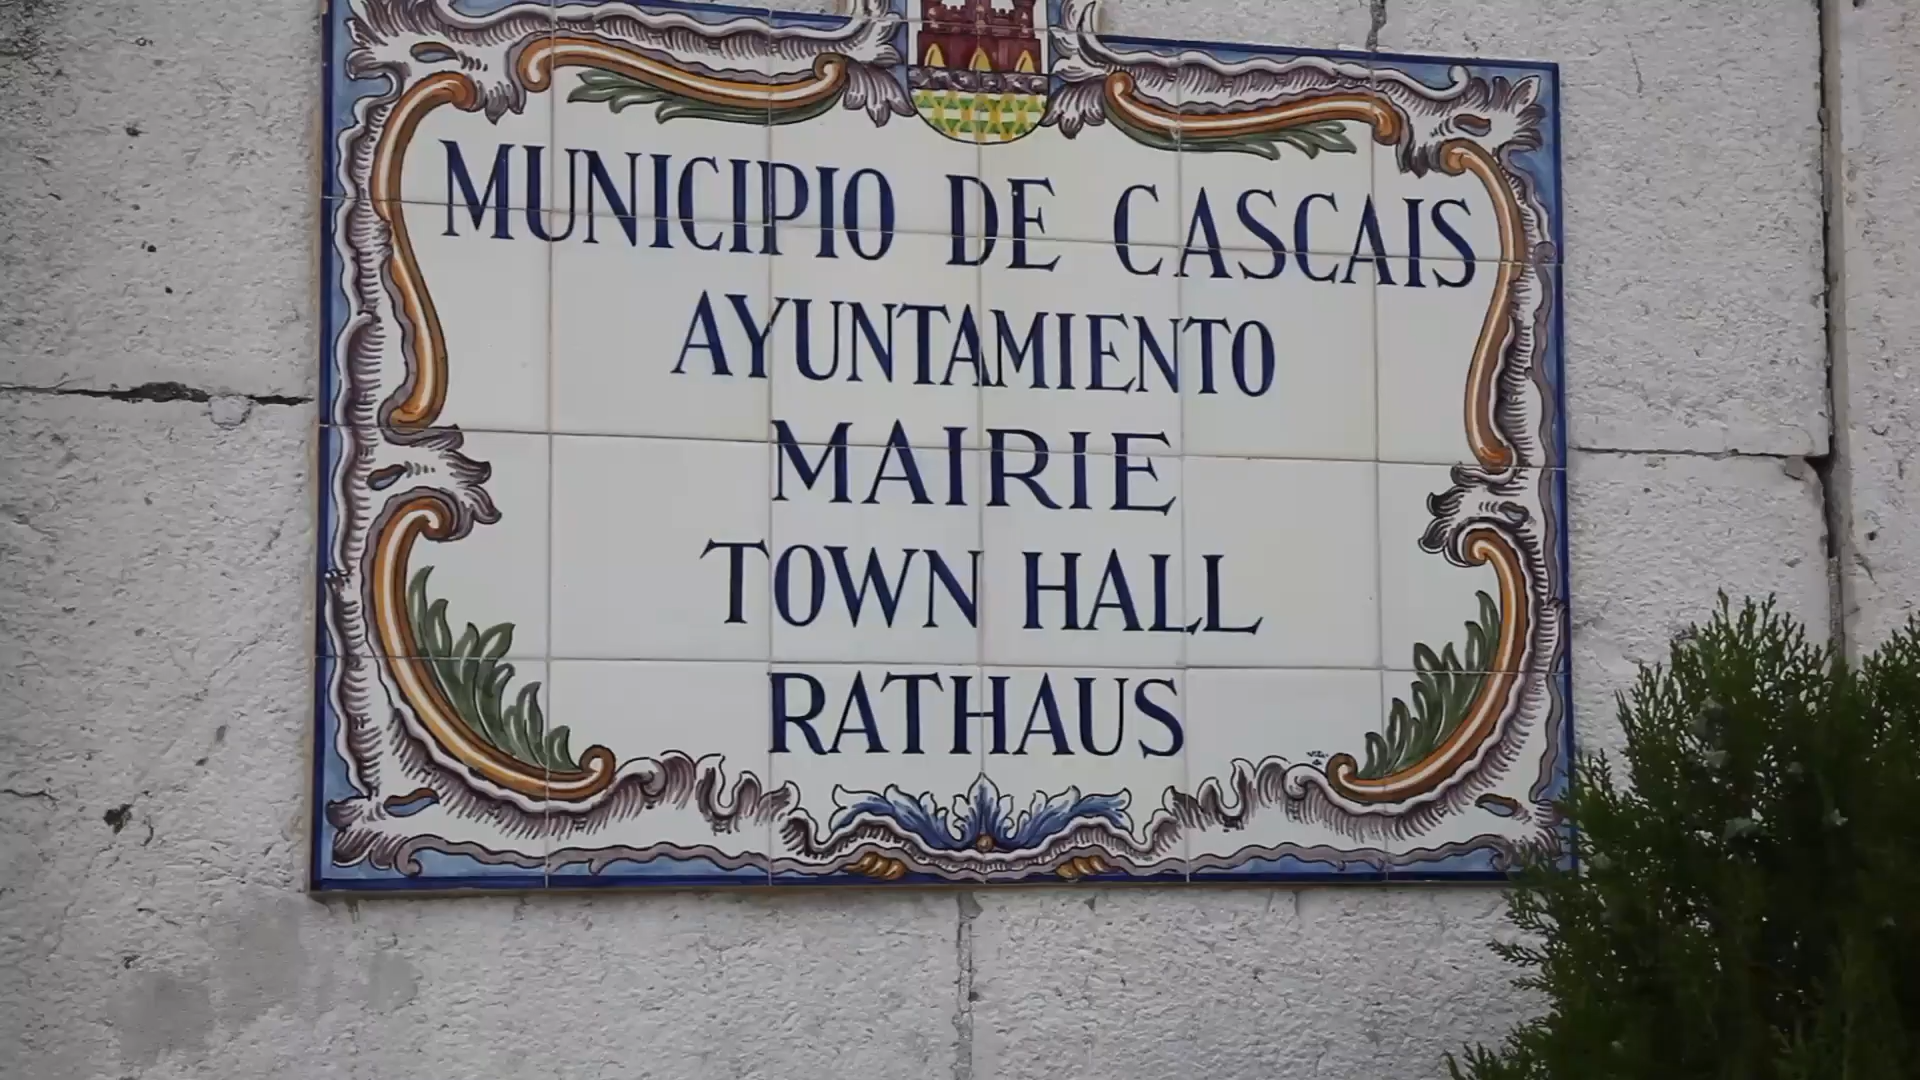 MUNICIPIO DE CASCAIS
AYUNTAMIENTO
MAIRIE
TOWN HALL
RATHAUS